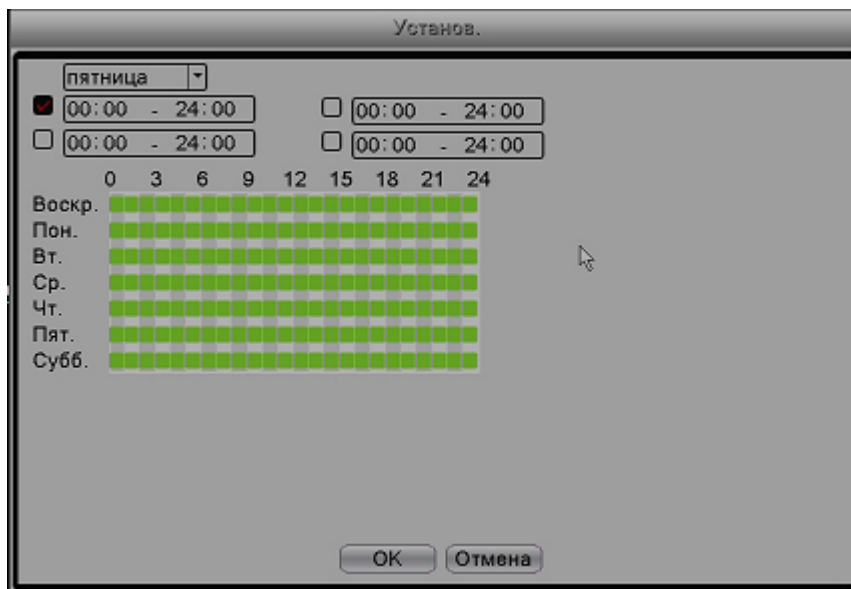 Установ.
пятница
00:00 - 24:00 00:00 - 24:00
00:00 - 24:00 00:00 - 24:00
0 3 6 9 12 15 18 21 24
Воскр.
Пон.
Вт.
Ср.
Чт.
Пят.
Субб.
OK Отмена